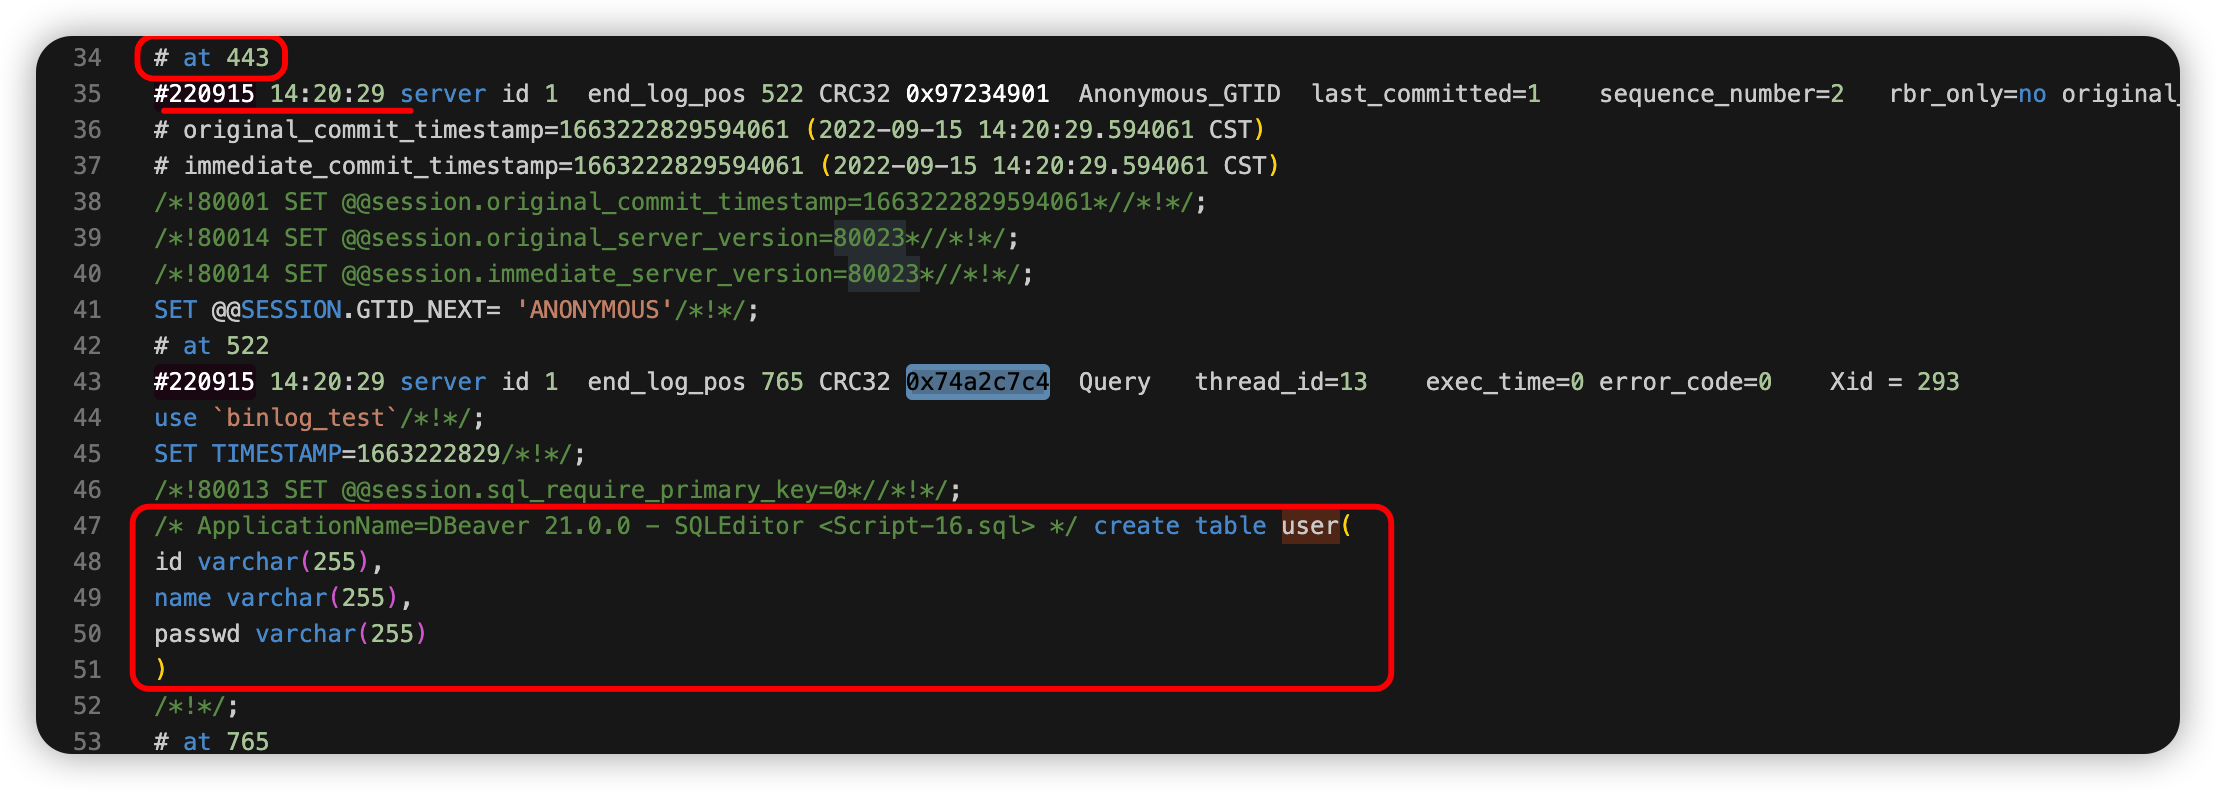 34 # at 443
35 #220915 14:20:29 server id 1  end_log_pos 522 CRC32 0x97234901  Anonymous_GTID  last_committed=1    sequence_number=2   rbr_only=no original_
36 # original_commit_timestamp=1663222829594061 (2022-09-15 14:20:29.594061 CST)
37 # immediate_commit_timestamp=1663222829594061 (2022-09-15 14:20:29.594061 CST)
38 /*!80001 SET @@session.original_commit_timestamp=1663222829594061*//*!*/;
39 /*!80014 SET @@session.original_server_version=80023*//*!*/;
40 /*!80014 SET @@session.immediate_server_version=80023*//*!*/;
41 SET @@SESSION.GTID_NEXT= 'ANONYMOUS'/*!*/;
42 # at 522
43 #220915 14:20:29 server id 1  end_log_pos 765 CRC32 0x74a2c7c4  Query   thread_id=13    exec_time=0 error_code=0    Xid = 293
44 use `binlog_test`/*!*/;
45 SET TIMESTAMP=1663222829/*!*/;
46 /*!80013 SET @@session.sql_require_primary_key=0*//*!*/;
47 /* ApplicationName=DBeaver 21.0.0 - SQLEditor <Script-16.sql> */ create table user(
48 id varchar(255),
49 name varchar(255),
50 passwd varchar(255)
51 )
52 /*!*/;
53 # at 765